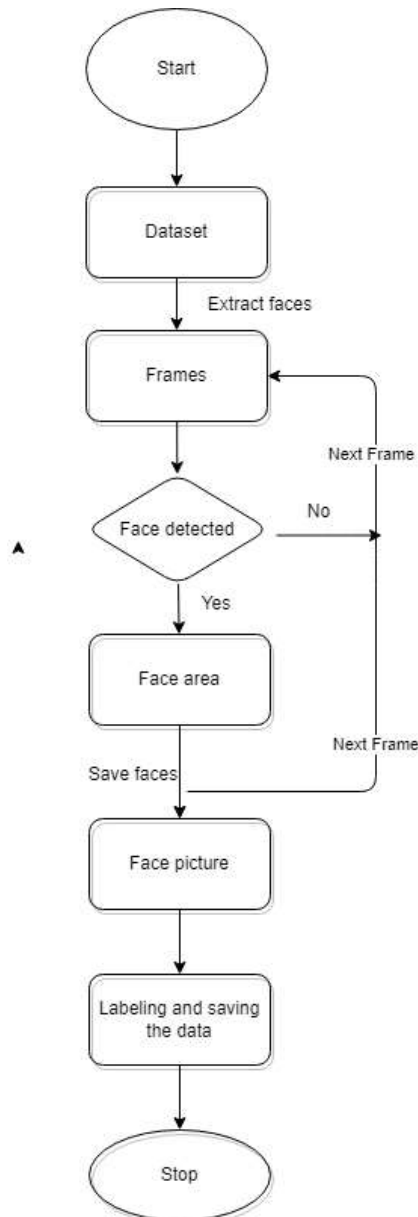 Start
Dataset
Extract faces
Frames
Next Frame
Face detected
No
Yes
Face area
Next Frame
Save faces
Face picture
Labeling and saving
the data
Stop